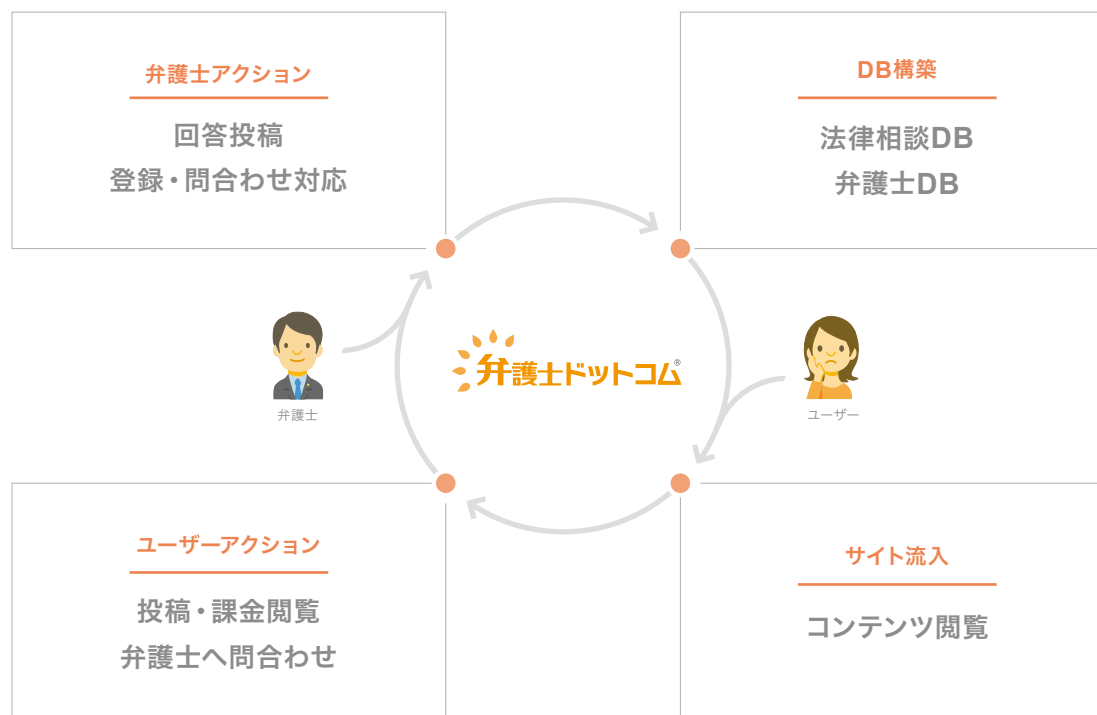 弁護士アクション
回答投稿
登録・問合わせ対応
DB構築
法律相談DB
弁護士DB
弁護士
弁護士ドットコム®
ユーザー
ユーザーアクション
投稿・課金閲覧
弁護士へ問合わせ
サイト流入
コンテンツ閲覧